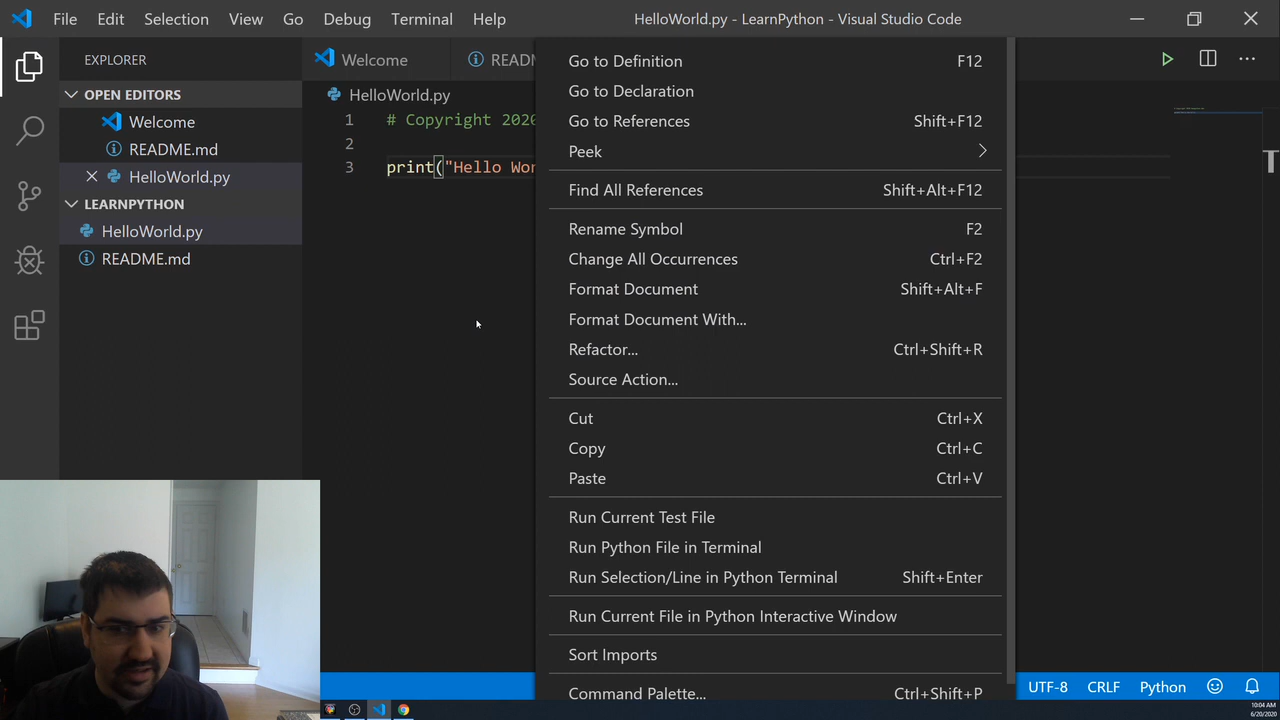 File Edit Selection View Go Debug Terminal Help HelloWorld.py - LearnPython - Visual Studio Code
EXPLORER
OPEN EDITORS
Welcome
README.md
HelloWorld.py
LEARNPYTHON
HelloWorld.py
README.md
Welcome READM
HelloWorld.py
1 # Copyright 2020
2
3 print("Hello Wor
Go to Definition F12
Go to Declaration
Go to References Shift+F12
Peek
Find All References Shift+Alt+F12
Rename Symbol F2
Change All Occurrences Ctrl+F2
Format Document Shift+Alt+F
Format Document With...
Refactor... Ctrl+Shift+R
Source Action...
Cut Ctrl+X
Copy Ctrl+C
Paste Ctrl+V
Run Current Test File
Run Python File in Terminal
Run Selection/Line in Python Terminal Shift+Enter
Run Current File in Python Interactive Window
Sort Imports
Command Palette... Ctrl+Shift+P
UTF-8 CRLF Python
10:04 AM
6/20/2020